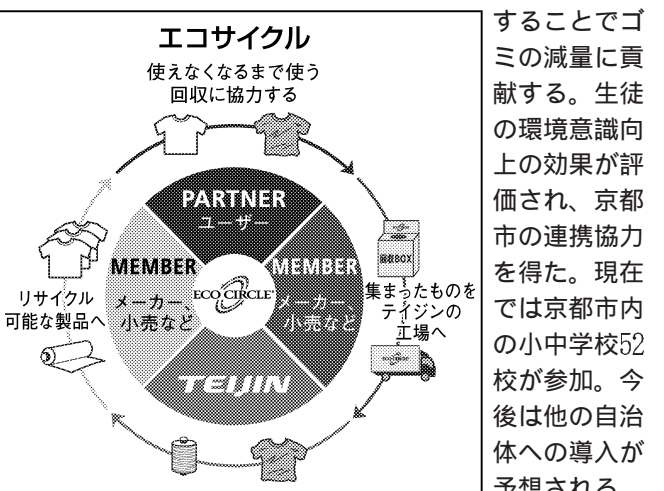 エコサイクル
使えなくなるまで使う
回収に協力する
PARTNER
ユーザー
MEMBER
メーカー、
小売など
ECO CIRCLE
MEMBER
メーカー、
小売など
TEIJIN
回収BOX
集まったものを
テイジンの
工場へ
リサイクル
可能な製品へ
することでゴ
ミの減量に貢
献する。生徒
の環境意識向
上の効果が評
価され、京都
市の連携協力
を得た。現在
では京都市内
の小中学校52
校が参加。今
後は他の自治
体への導入が
予想される